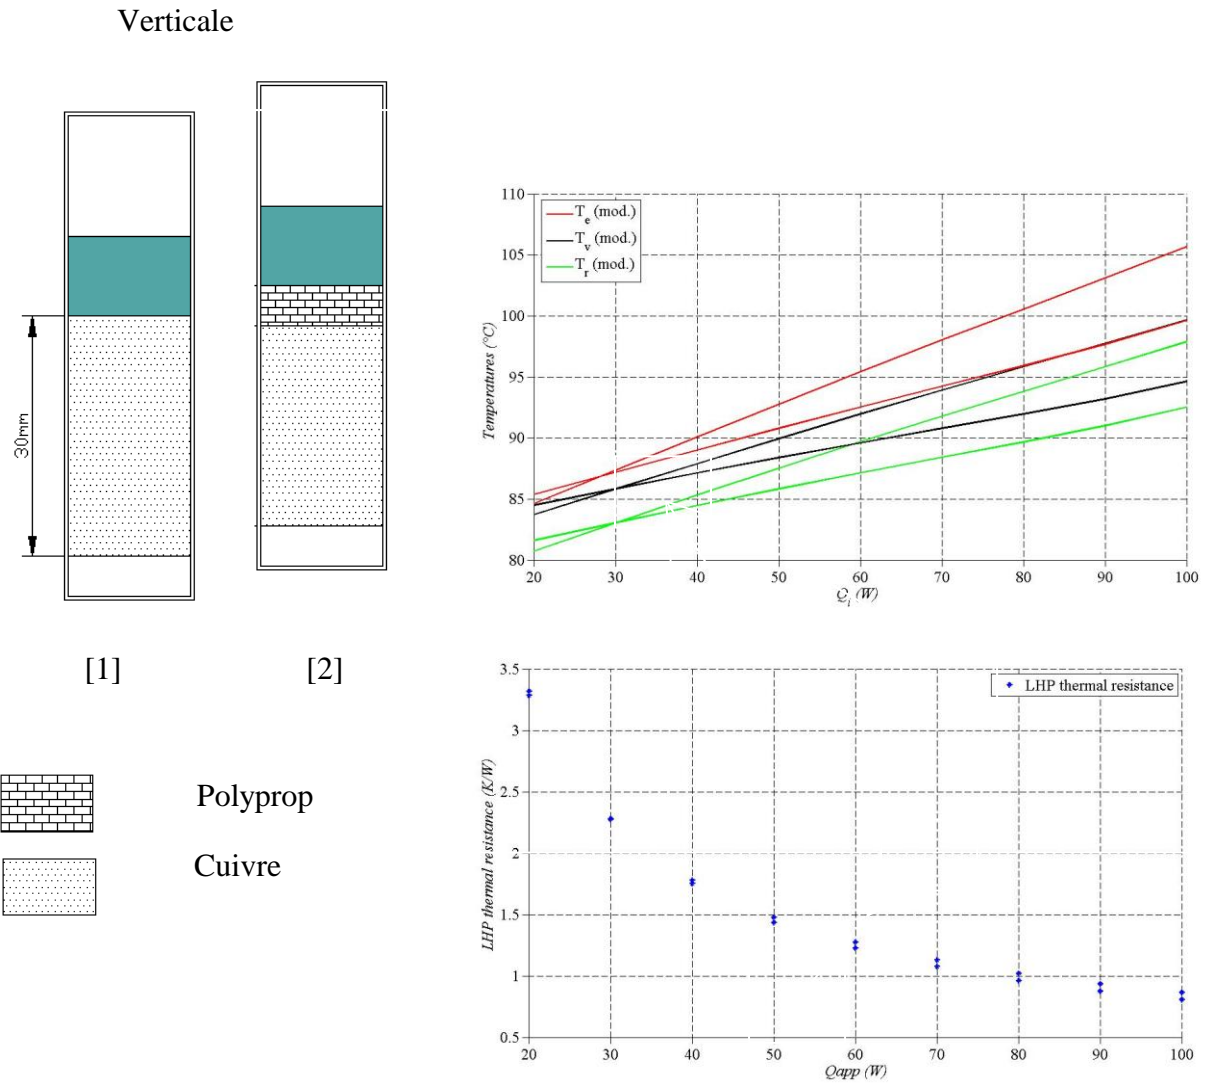 Verticale
30mm
[1]
[2]
Polyprop
Cuivre
110
105
100
95
90
85
80
Temperatures (°C)
T_e (mod.)
T_v (mod.)
T_r (mod.)
20 30 40 50 60 70 80 90 100
Q_i (W)
3.5
3
2.5
2
1.5
1
0.5
LHP thermal resistance (K/W)
LHP thermal resistance
20 30 40 50 60 70 80 90 100
Qapp (W)